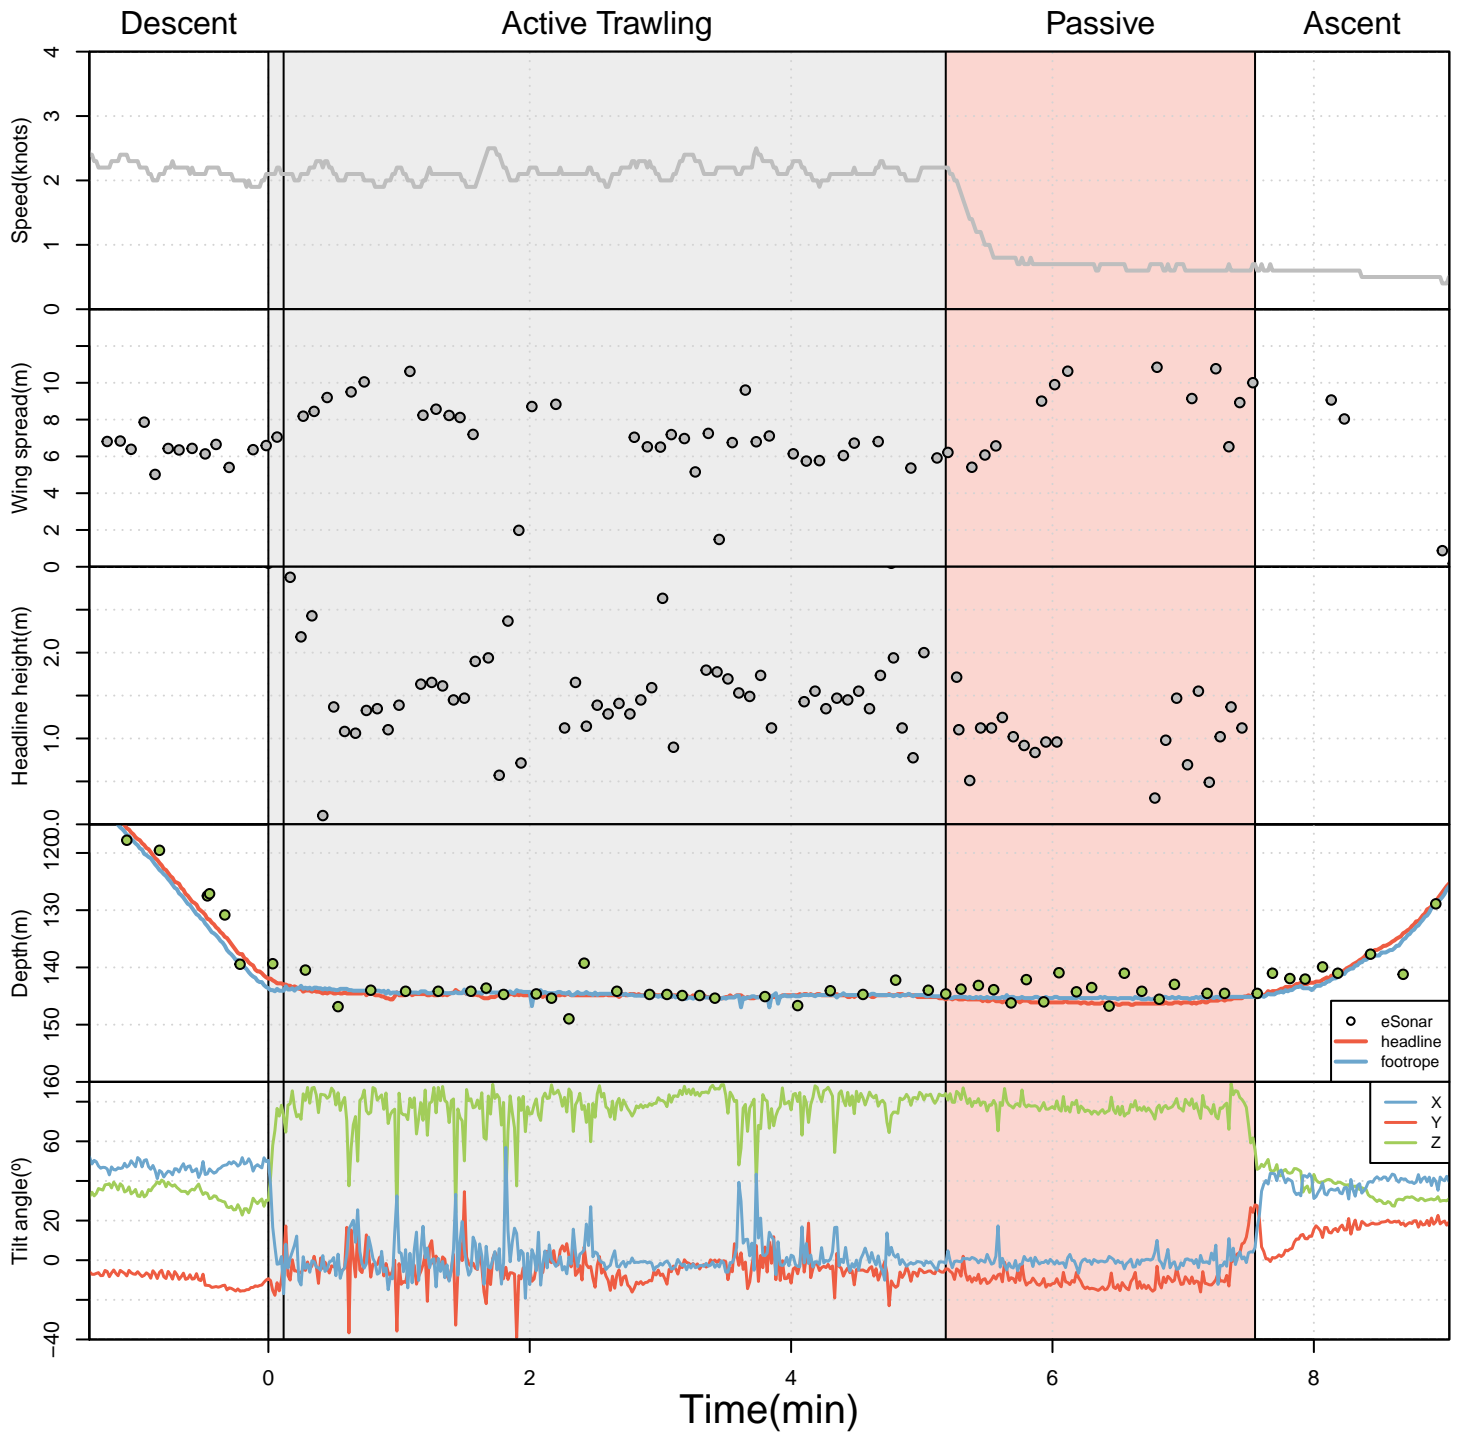 Descent Active Trawling Passive Ascent
Speed(knots)
4
3
2
1
0
Wing spread(m)
10
8
6
4
2
0
Headline height(m)
2.0
1.0
0.0
Depth(m)
120
130
140
150
160
eSonar
headline
footrope
Tilt angle(º)
60
20
0
−40
X
Y
Z
0 2 4 6 8
Time(min)